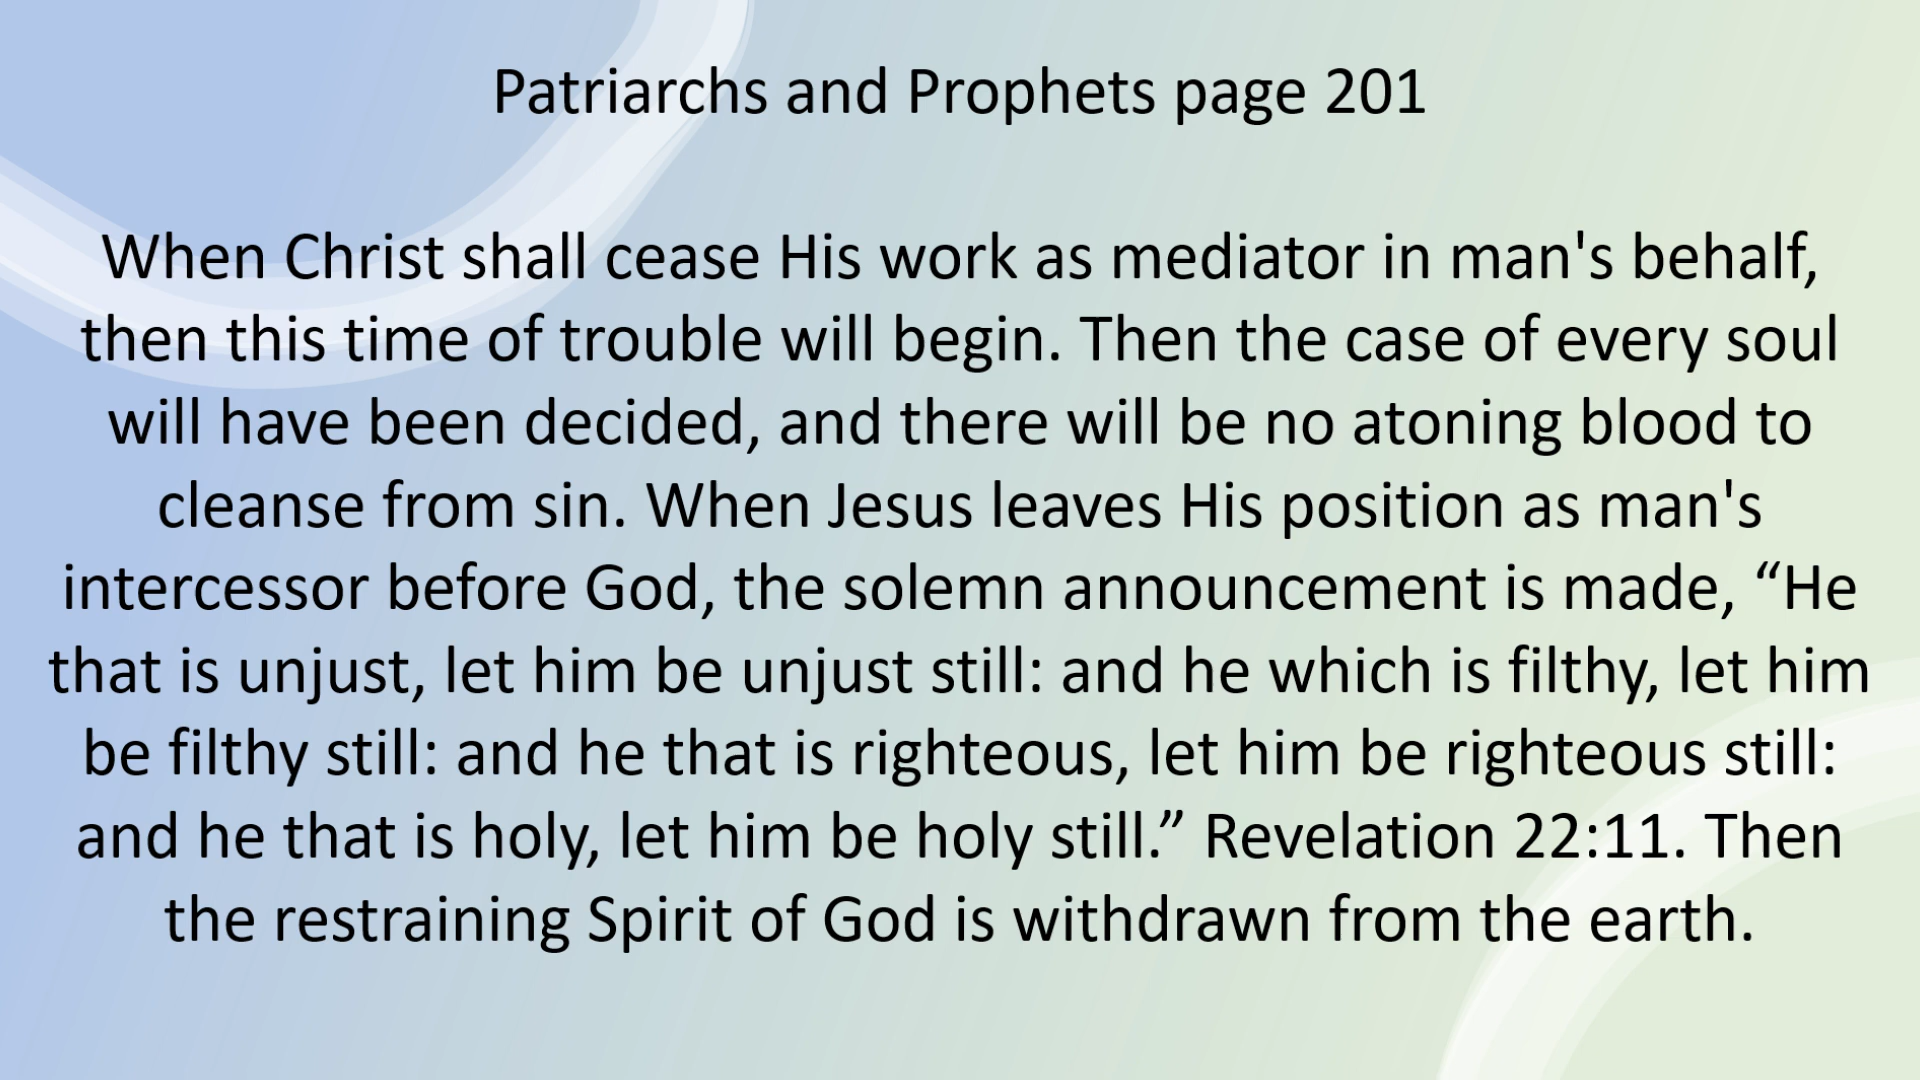 Patriarchs and Prophets page 201
When Christ shall cease His work as mediator in man's behalf,
then this time of trouble will begin. Then the case of every soul
will have been decided, and there will be no atoning blood to
cleanse from sin. When Jesus leaves His position as man's
intercessor before God, the solemn announcement is made, “He
that is unjust, let him be unjust still: and he which is filthy, let him
be filthy still: and he that is righteous, let him be righteous still:
and he that is holy, let him be holy still.” Revelation 22:11. Then
the restraining Spirit of God is withdrawn from the earth.